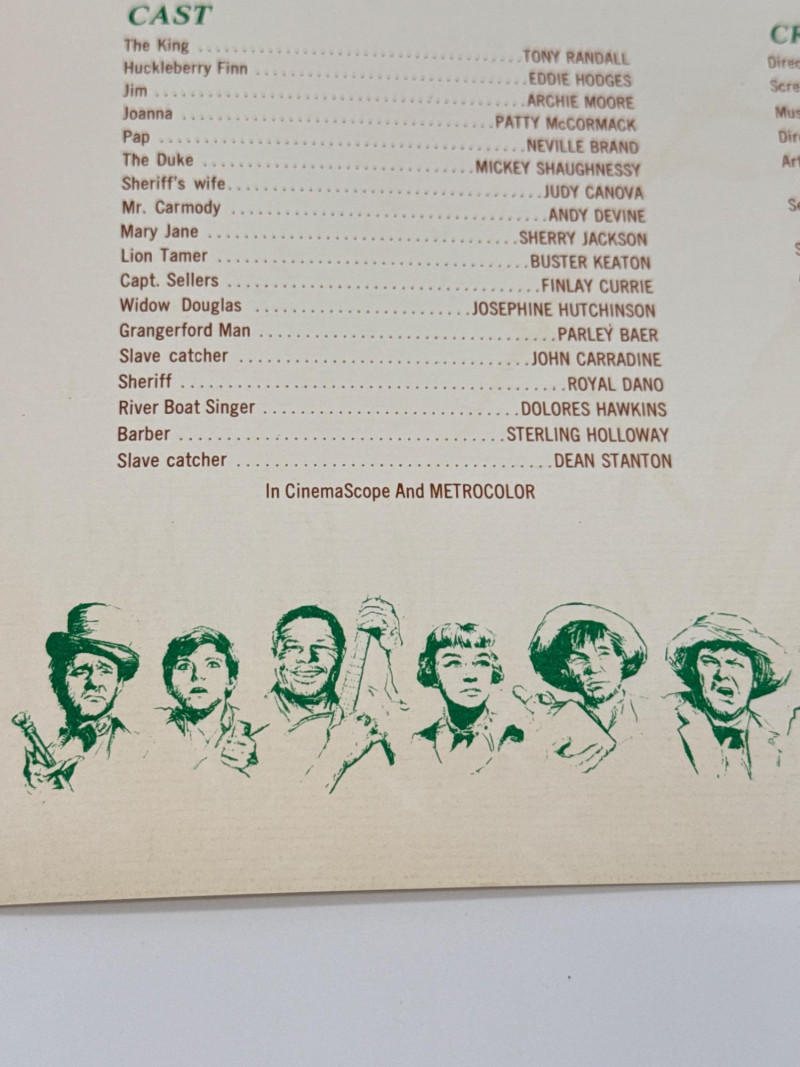 CAST
The King ........................................ TONY RANDALL
Huckleberry Finn ........................................ EDDIE HODGES
Jim ........................................ ARCHIE MOORE
Joanna ........................................ PATTY McCORMACK
Pap ........................................ NEVILLE BRAND
The Duke ........................................ MICKEY SHAUGHNESSY
Sheriff's wife ........................................ JUDY CANOVA
Mr. Carmody ........................................ ANDY DEVINE
Mary Jane ........................................ SHERRY JACKSON
Lion Tamer ........................................ BUSTER KEATON
Capt. Sellers ........................................ FINLAY CURRIE
Widow Douglas ........................................ JOSEPHINE HUTCHINSON
Grangerford Man ........................................ PARLEY BAER
Slave catcher ........................................ JOHN CARRADINE
Sheriff ........................................ ROYAL DANO
River Boat Singer ........................................ DOLORES HAWKINS
Barber ........................................ STERLING HOLLOWAY
Slave catcher ........................................ DEAN STANTON
In CinemaScope And METROCOLOR